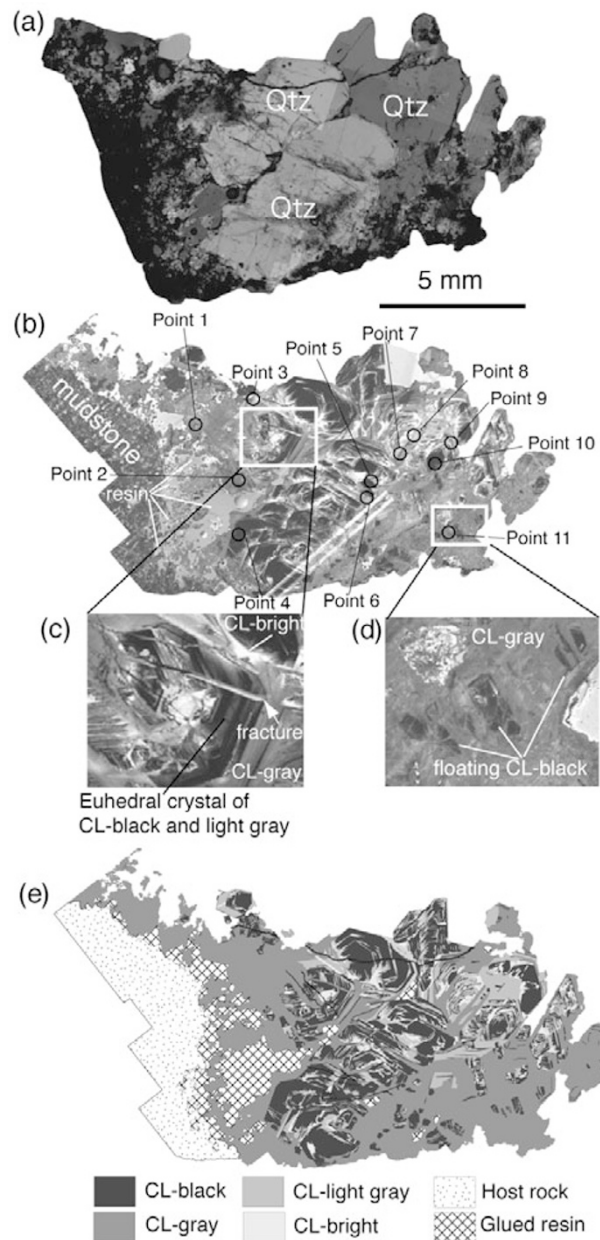 (a)
Qtz
Qtz
Qtz
5 mm
(b)
Point 1
Point 3
Point 5
Point 7
Point 8
Point 9
mudstone
Point 10
Point 2
resin
Point 11
Point 4
Point 6
(c)
CL-bright
fracture
CL-gray
Euhedral crystal of
CL-black and light gray
(d)
CL-gray
floating CL-black
(e)
CL-black
CL-light gray
Host rock
CL-gray
CL-bright
Glued resin